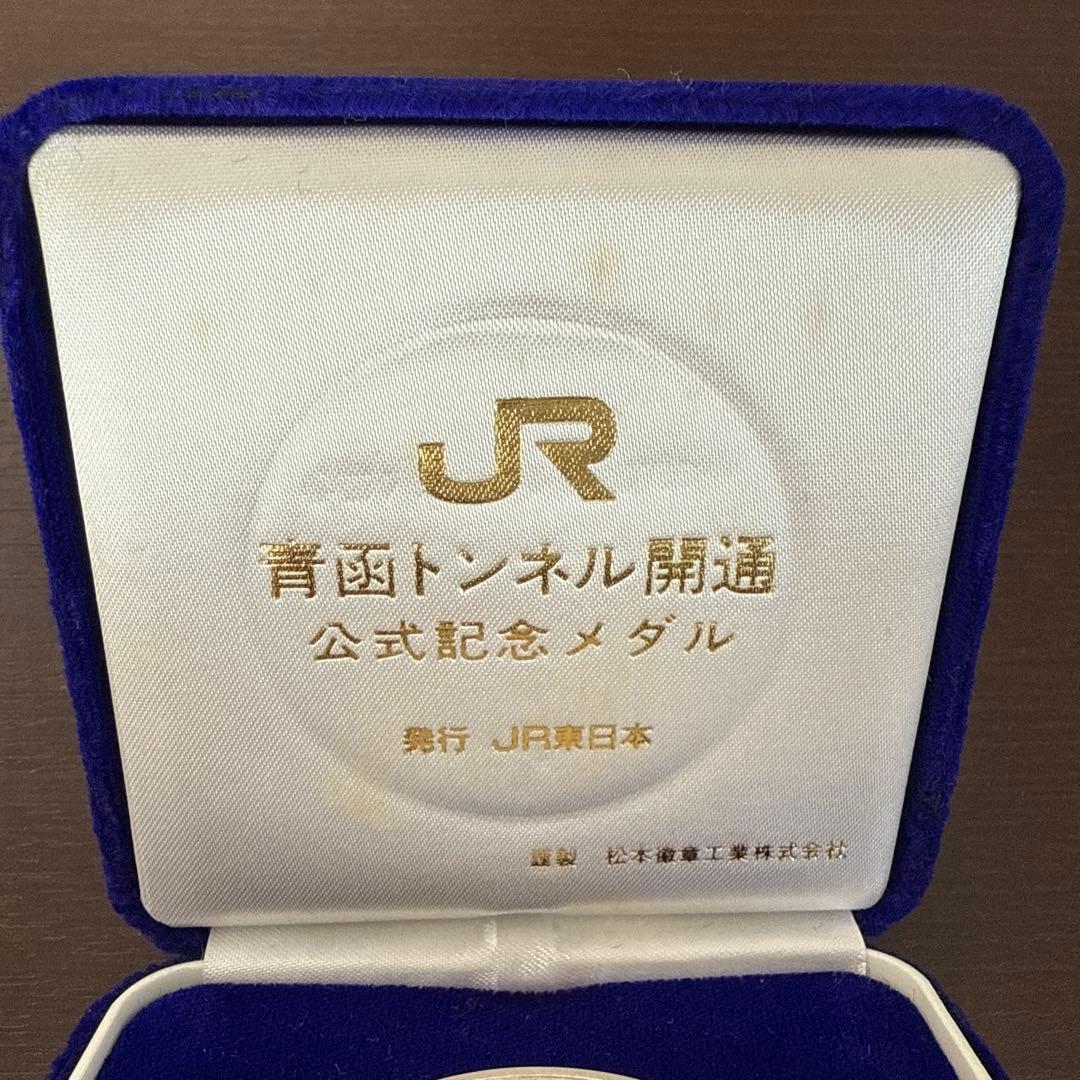 JR
青函トンネル開通
公式記念メダル
発行 JR東日本
謹製 松本徽章工業株式会社